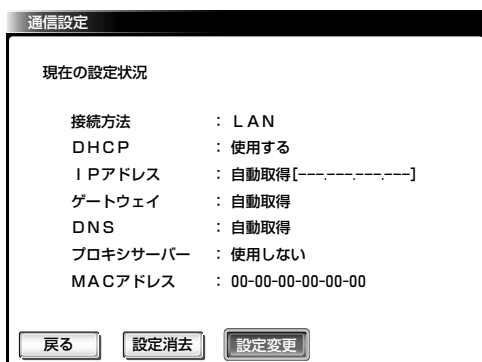 通信設定
現在の設定状況
接続方法 : LAN
DHCP : 使用する
IPアドレス : 自動取得[---.---.---.---]
ゲートウェイ : 自動取得
DNS : 自動取得
プロキシサーバー : 使用しない
MACアドレス : 00-00-00-00-00-00
戻る 設定消去 設定変更